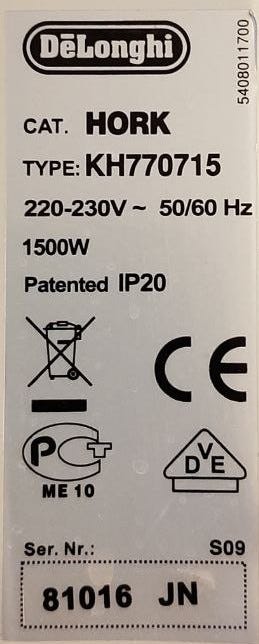 DēLonghi
5408011700
CAT. HORK
TYPE: KH770715
220-230V ~ 50/60 Hz
1500W
Patented IP20
CE
PCT
DVE
ME 10
Ser. Nr.: S09
81016 JN